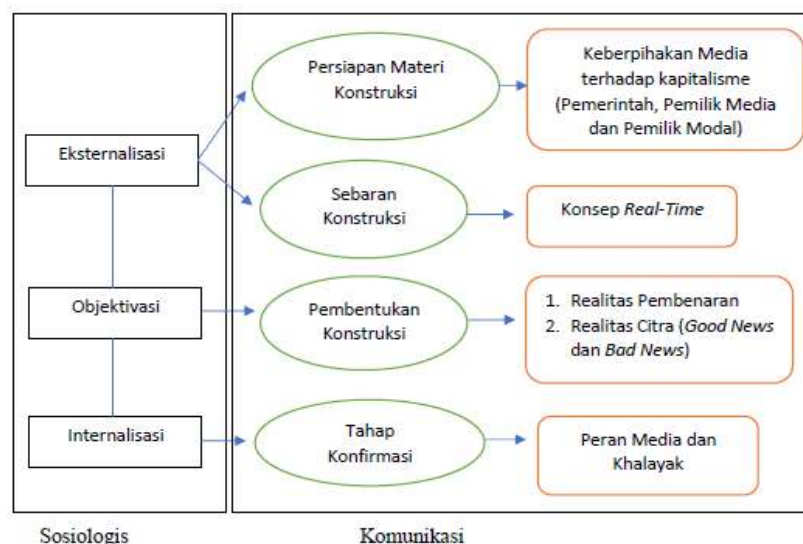 Eksternalisasi
Objektivasi
Internalisasi
Persiapan Materi
Konstruksi
Keberpihakan Media
terhadap kapitalisme
(Pemerintah, Pemilik Media
dan Pemilik Modal)
Sebaran
Konstruksi
Konsep Real-Time
Pembentukan
Konstruksi
1. Realitas Pembenaran
2. Realitas Citra (Good News
dan Bad News)
Tahap
Konfirmasi
Peran Media dan
Khalayak
Sosiologis
Komunikasi